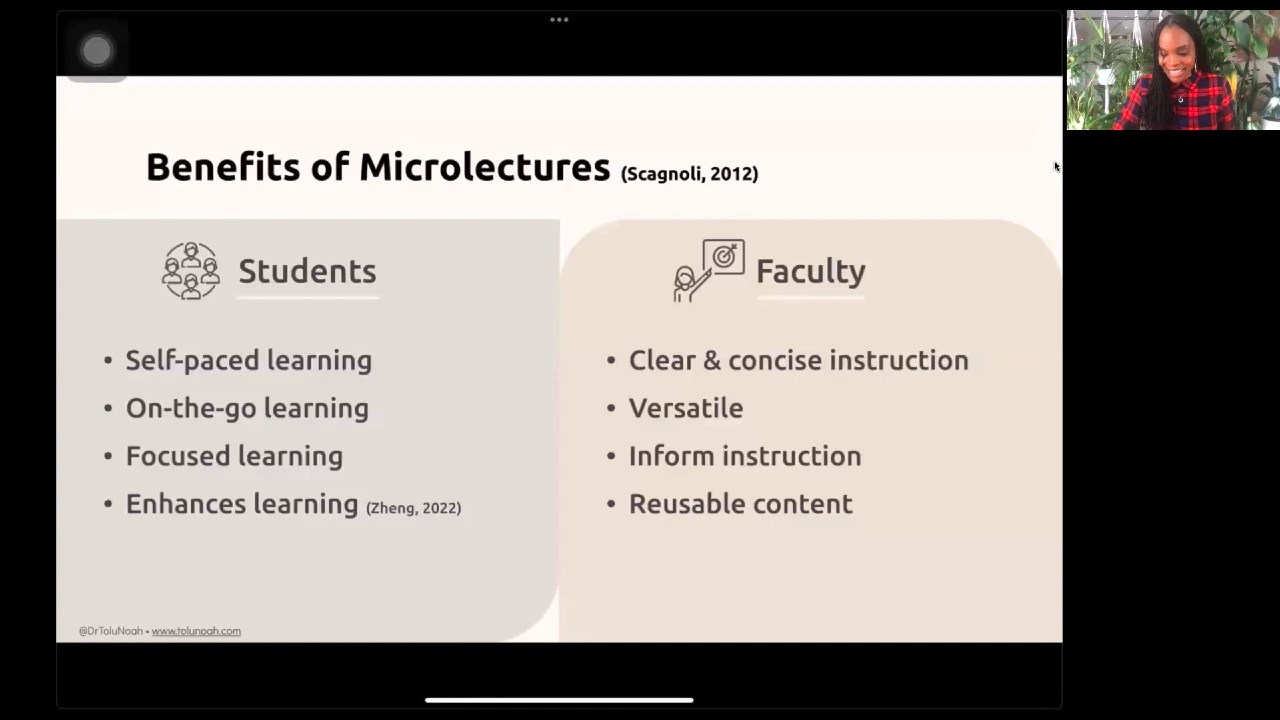 Benefits of Microlectures (Scagnoli, 2012)
Students
• Self-paced learning
• On-the-go learning
• Focused learning
• Enhances learning (Zheng, 2022)
Faculty
• Clear & concise instruction
• Versatile
• Inform instruction
• Reusable content
@DrToluNoah • www.tolunoah.com